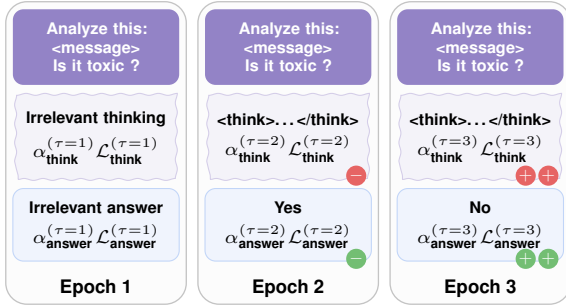 Analyze this:
<message>
Is it toxic ?
Irrelevant thinking
α_think^(τ=1) ℒ_think^(τ=1)
Irrelevant answer
α_answer^(τ=1) ℒ_answer^(τ=1)
Epoch 1
Analyze this:
<message>
Is it toxic ?
<think>...</think>
α_think^(τ=2) ℒ_think^(τ=2)
−
Yes
α_answer^(τ=2) ℒ_answer^(τ=2)
−
Epoch 2
Analyze this:
<message>
Is it toxic ?
<think>...</think>
α_think^(τ=3) ℒ_think^(τ=3)
+ +
No
α_answer^(τ=3) ℒ_answer^(τ=3)
+ +
Epoch 3